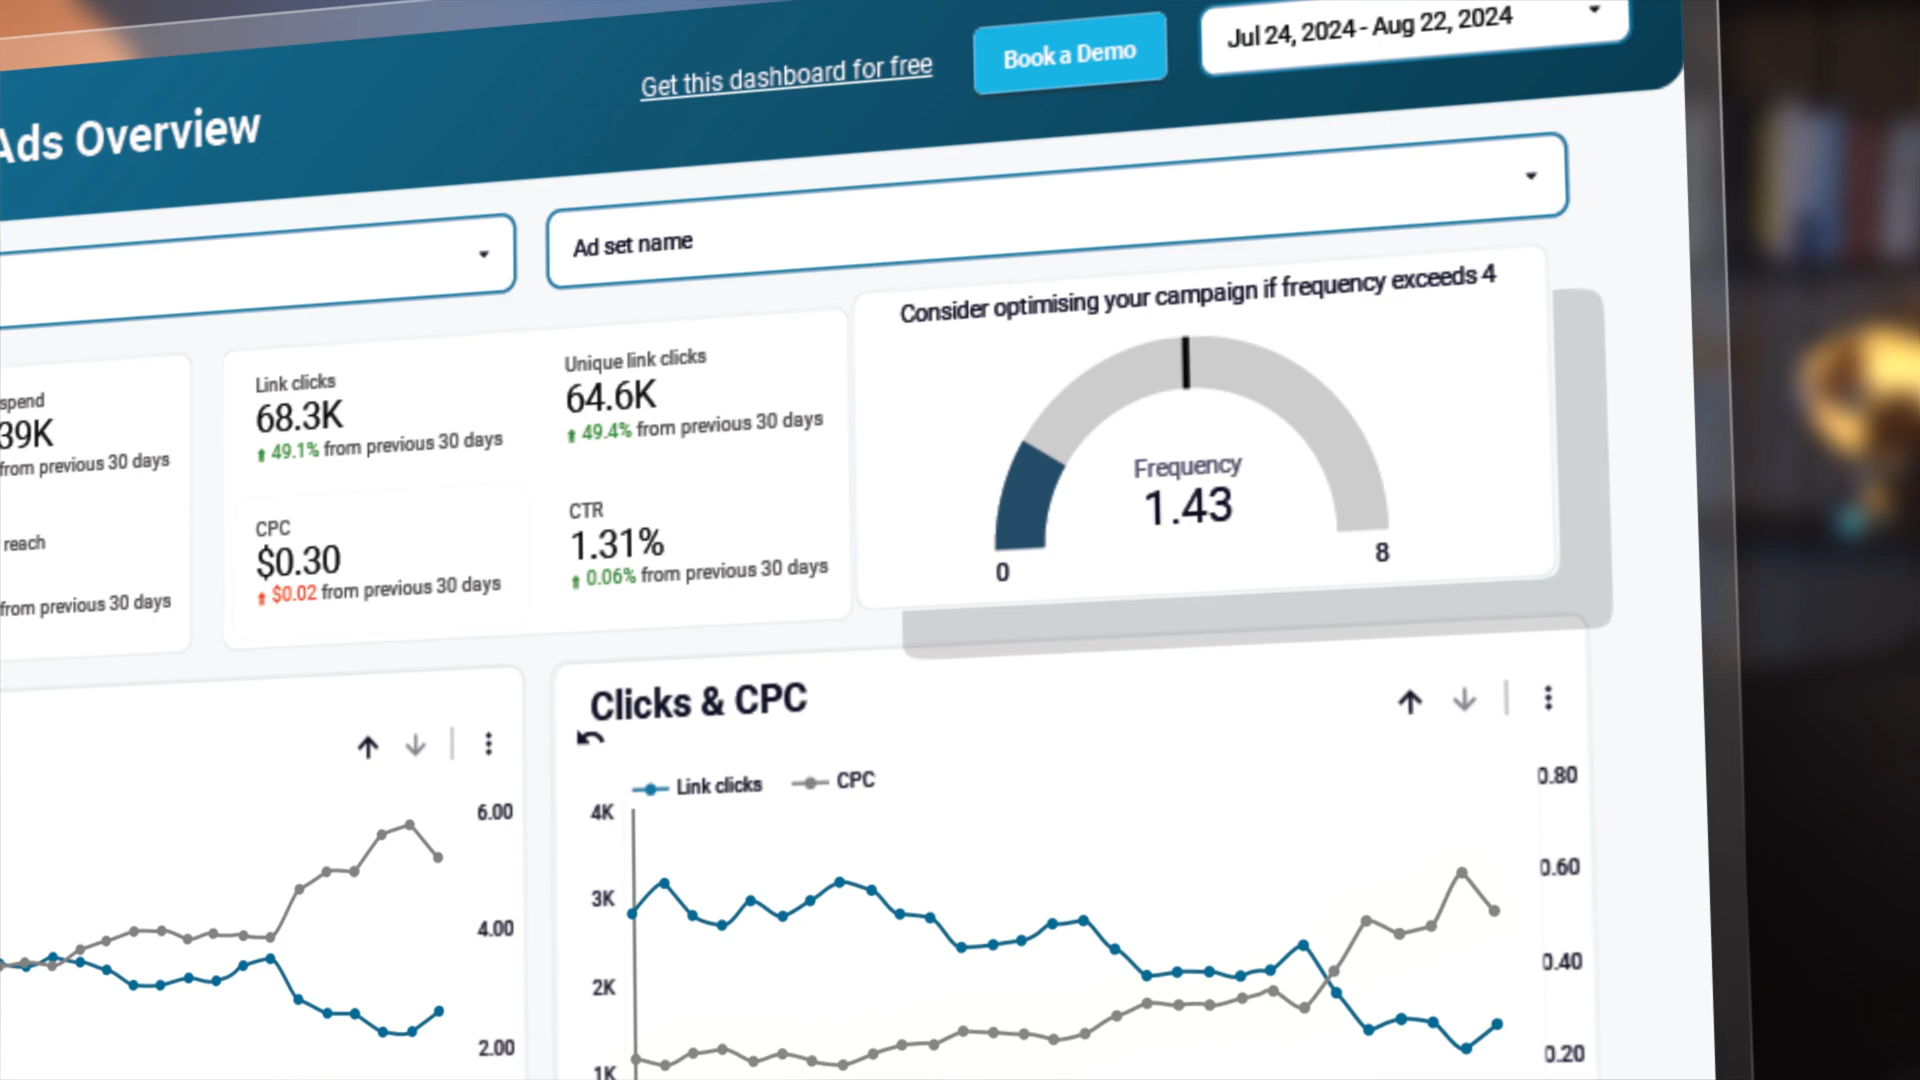 Ads Overview
Get this dashboard for free
Book a Demo
Jul 24, 2024 - Aug 22, 2024
Ad set name
spend
39K
from previous 30 days
reach
from previous 30 days
Link clicks
68.3K
49.1% from previous 30 days
Unique link clicks
64.6K
49.4% from previous 30 days
CPC
$0.30
$0.02 from previous 30 days
CTR
1.31%
0.06% from previous 30 days
Consider optimising your campaign if frequency exceeds 4
Frequency
1.43
0
8
6.00
4.00
2.00
Clicks & CPC
Link clicks
CPC
4K
3K
2K
1K
0.80
0.60
0.40
0.20